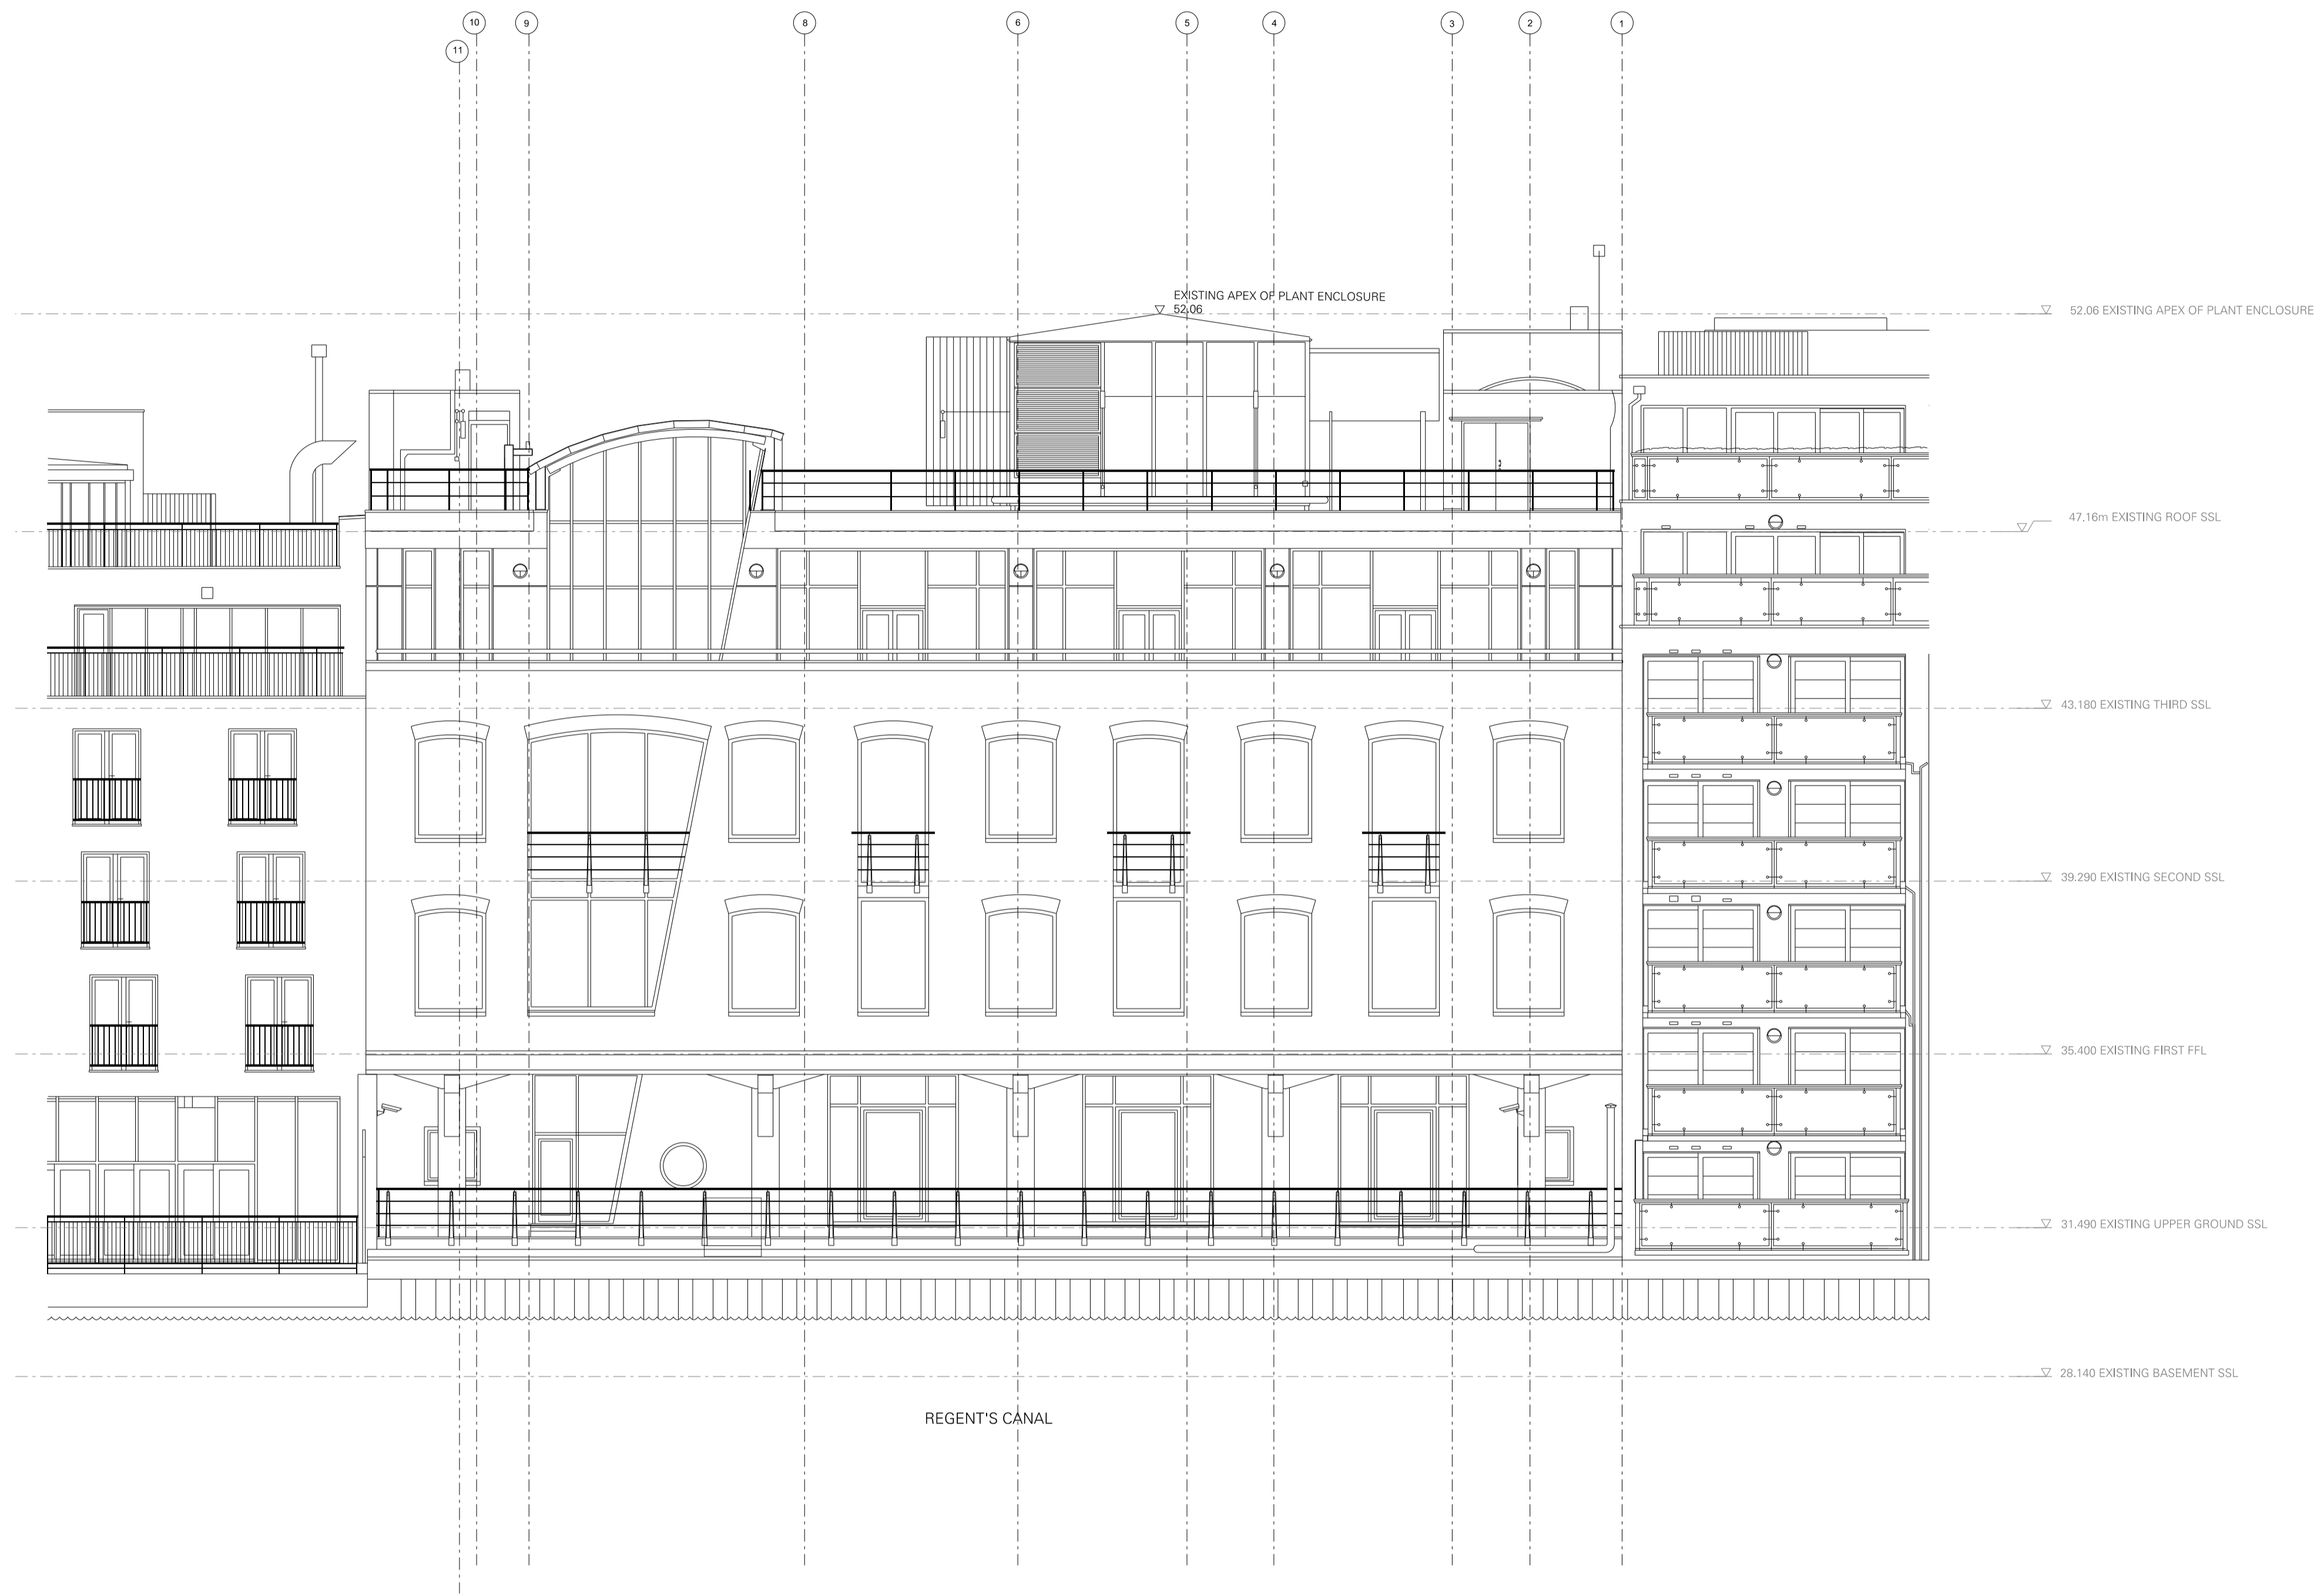 10
9
8
6
5
4
3
2
1
11
EXISTING APEX OF PLANT ENCLOSURE
52.06
52.06 EXISTING APEX OF PLANT ENCLOSURE
47.16m EXISTING ROOF SSL
43.180 EXISTING THIRD SSL
39.290 EXISTING SECOND SSL
35.400 EXISTING FIRST FFL
31.490 EXISTING UPPER GROUND SSL
28.140 EXISTING BASEMENT SSL
REGENT'S CANAL